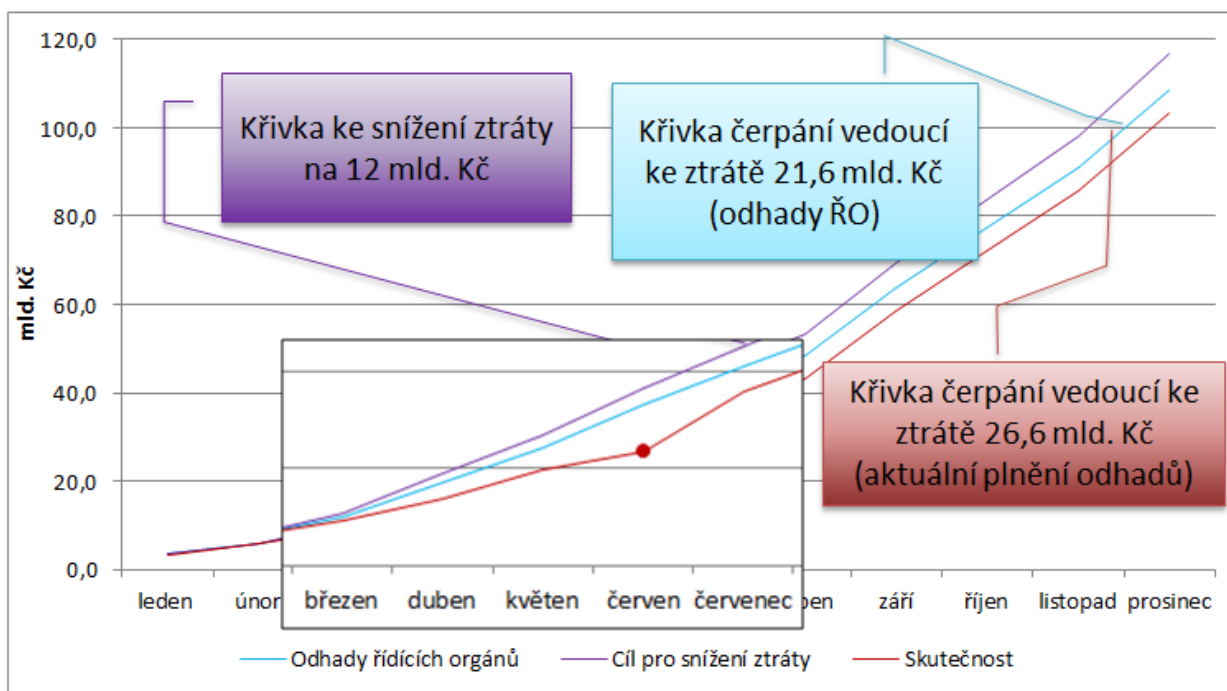 120,0
100,0
80,0
60,0
40,0
20,0
0,0
mld. Kč
Křivka ke snížení ztráty
na 12 mld. Kč
Křivka čerpání vedoucí
ke ztrátě 21,6 mld. Kč
(odhady ŘO)
Křivka čerpání vedoucí ke
ztrátě 26,6 mld. Kč
(aktuální plnění odhadů)
leden únor březen duben květen červen červenec pen září říjen listopad prosinec
Odhady řídících orgánů Cíl pro snížení ztráty Skutečnost